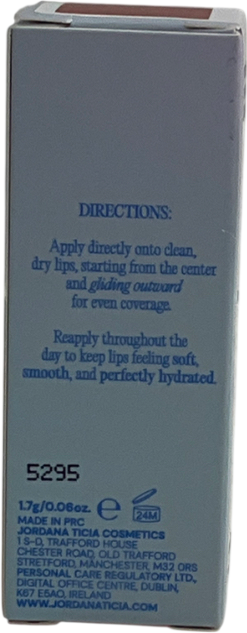 DIRECTIONS:
Apply directly onto clean,
dry lips, starting from the center
and gliding outward
for even coverage.
Reapply throughout the
day to keep lips feeling soft,
smooth, and perfectly hydrated.
5295
1.7g/0.06oz. e 24M
MADE IN PRC
JORDANA TICIA COSMETICS
1 S-D, TRAFFORD HOUSE
CHESTER ROAD, OLD TRAFFORD
STRETFORD, MANCHESTER, M32 0RS
PERSONAL CARE REGULATORY LTD.,
DIGITAL OFFICE CENTRE, DUBLIN,
K67 E5A0, IRELAND
WWW.JORDANATICIA.COM